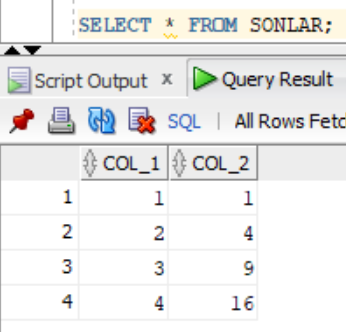 SELECT * FROM SONLAR;
Script Output x Query Result
SQL | All Rows Fetc
COL_1 COL_2
1 1 1
2 2 4
3 3 9
4 4 16